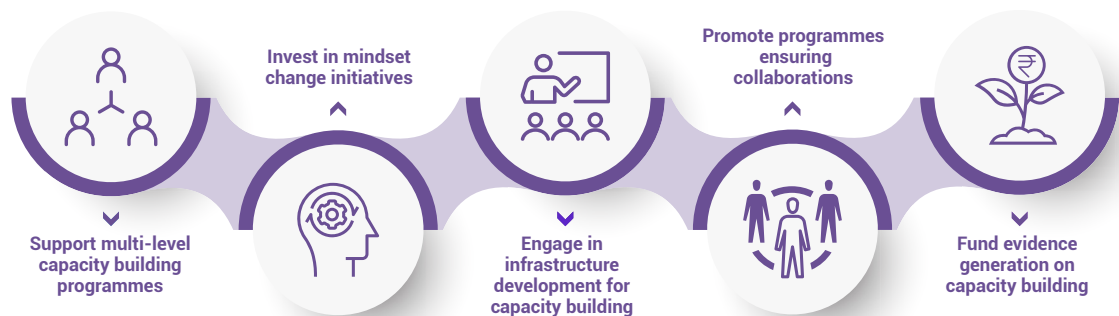 Support multi-level
capacity building
programmes
Invest in mindset
change initiatives
Engage in
infrastructure
development for
capacity building
Promote programmes
ensuring
collaborations
₹
Fund evidence
generation on
capacity building